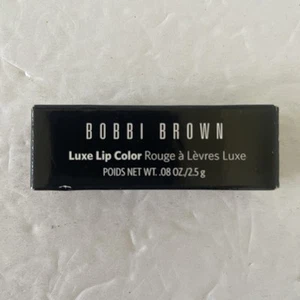 BOBBI BROWN
Luxe Lip Color Rouge à Lèvres Luxe
POIDS NET WT. .08 OZ./2.5 g